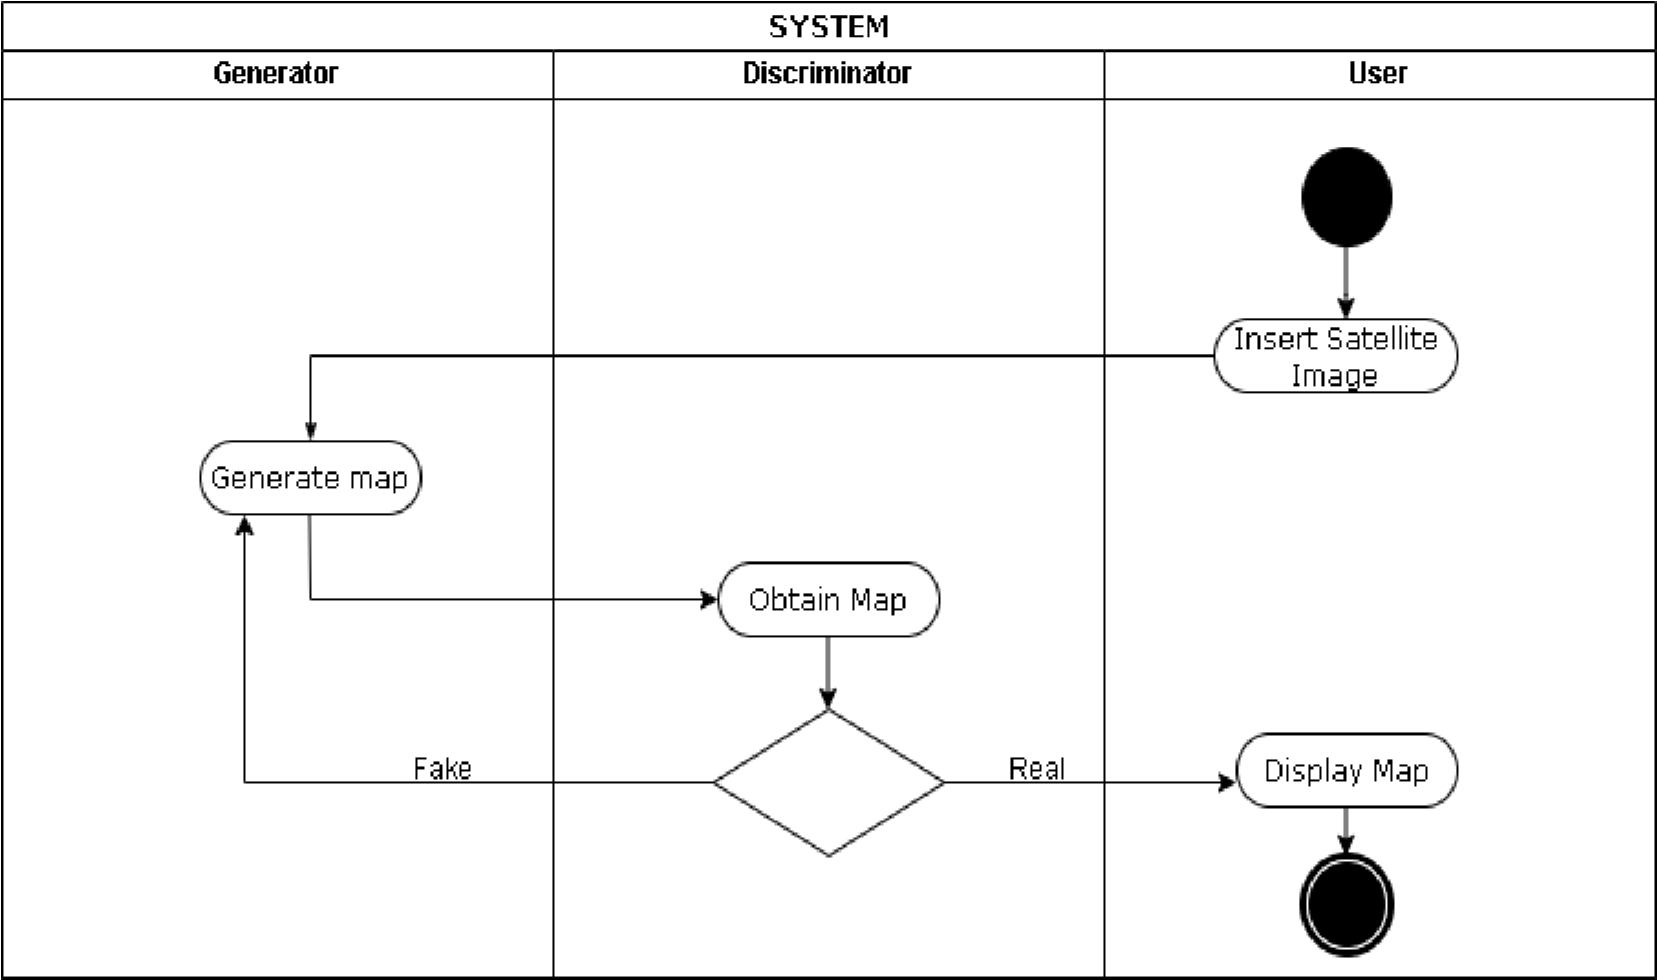 SYSTEM
Generator
Discriminator
User
Insert Satellite
Image
Generate map
Obtain Map
Fake
Real
Display Map